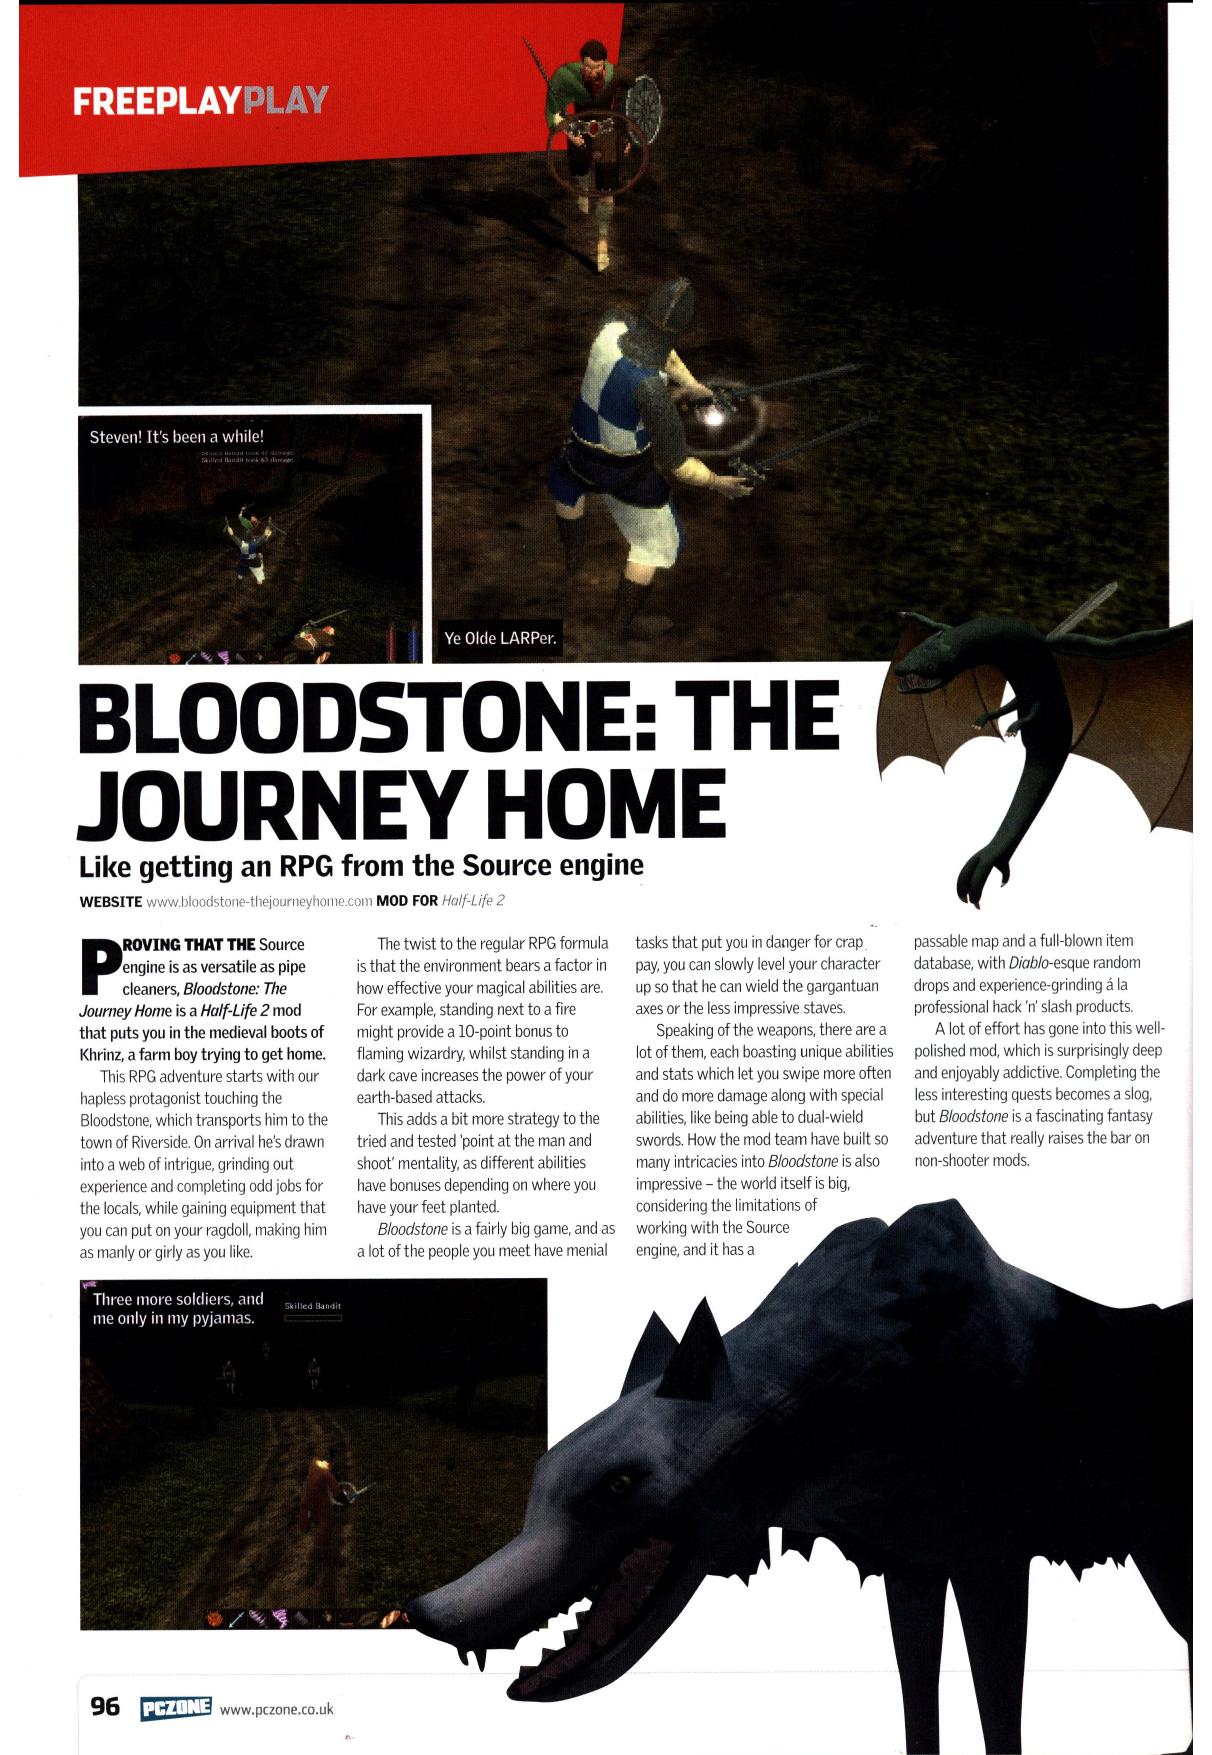 FREEPLAYPLAY
Steven! It's been a while!
Skilled Bandit took 63 damage
Ye Olde LARPer.
BLOODSTONE: THE
JOURNEY HOME
Like getting an RPG from the Source engine
WEBSITE www.bloodstone-thejourneyhome.com MOD FOR Half-Life 2
PROVING THAT THE Source
engine is as versatile as pipe
cleaners, Bloodstone: The
Journey Home is a Half-Life 2 mod
that puts you in the medieval boots of
Khrinz, a farm boy trying to get home.
This RPG adventure starts with our
hapless protagonist touching the
Bloodstone, which transports him to the
town of Riverside. On arrival he's drawn
into a web of intrigue, grinding out
experience and completing odd jobs for
the locals, while gaining equipment that
you can put on your ragdoll, making him
as manly or girly as you like.
The twist to the regular RPG formula
is that the environment bears a factor in
how effective your magical abilities are.
For example, standing next to a fire
might provide a 10-point bonus to
flaming wizardry, whilst standing in a
dark cave increases the power of your
earth-based attacks.
This adds a bit more strategy to the
tried and tested 'point at the man and
shoot' mentality, as different abilities
have bonuses depending on where you
have your feet planted.
Bloodstone is a fairly big game, and as
a lot of the people you meet have menial
tasks that put you in danger for crap
pay, you can slowly level your character
up so that he can wield the gargantuan
axes or the less impressive staves.
Speaking of the weapons, there are a
lot of them, each boasting unique abilities
and stats which let you swipe more often
and do more damage along with special
abilities, like being able to dual-wield
swords. How the mod team have built so
many intricacies into Bloodstone is also
impressive – the world itself is big,
considering the limitations of
working with the Source
engine, and it has a
passable map and a full-blown item
database, with Diablo-esque random
drops and experience-grinding á la
professional hack 'n' slash products.
A lot of effort has gone into this well-
polished mod, which is surprisingly deep
and enjoyably addictive. Completing the
less interesting quests becomes a slog,
but Bloodstone is a fascinating fantasy
adventure that really raises the bar on
non-shooter mods.
Three more soldiers, and
me only in my pyjamas.
Skilled Bandit
96 PCZONE www.pczone.co.uk